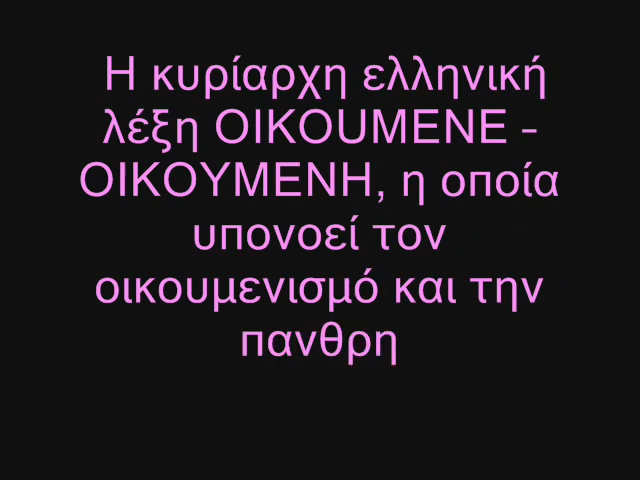 Η κυρίαρχη ελληνική
λέξη OIKOUMENE –
ΟΙΚΟΥΜΕΝΗ, η οποία
υπονοεί τον
οικουμενισμό και την
πανθρη